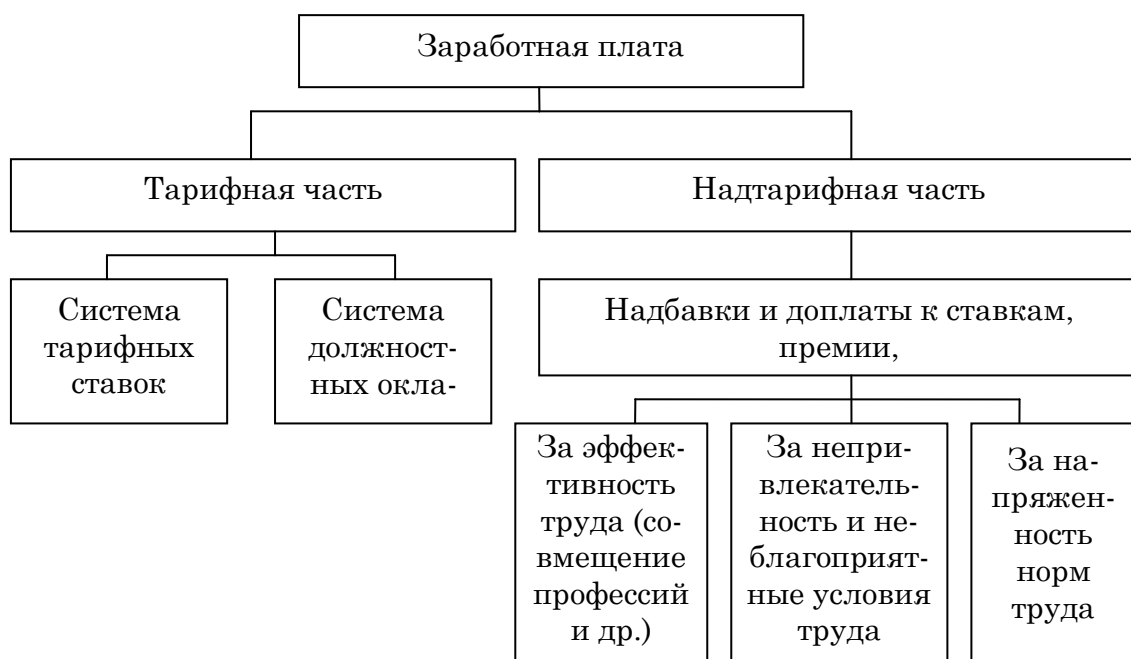 Заработная плата
Тарифная часть
Надтарифная часть
Система
тарифных
ставок
Система
должност-
ных окла-
Надбавки и доплаты к ставкам,
премии,
За эффек-
тивность
труда (со-
вмещение
профессий
и др.)
За непри-
влекатель-
ность и не-
благоприят-
ные условия
труда
За на-
пряжен-
ность
норм
труда